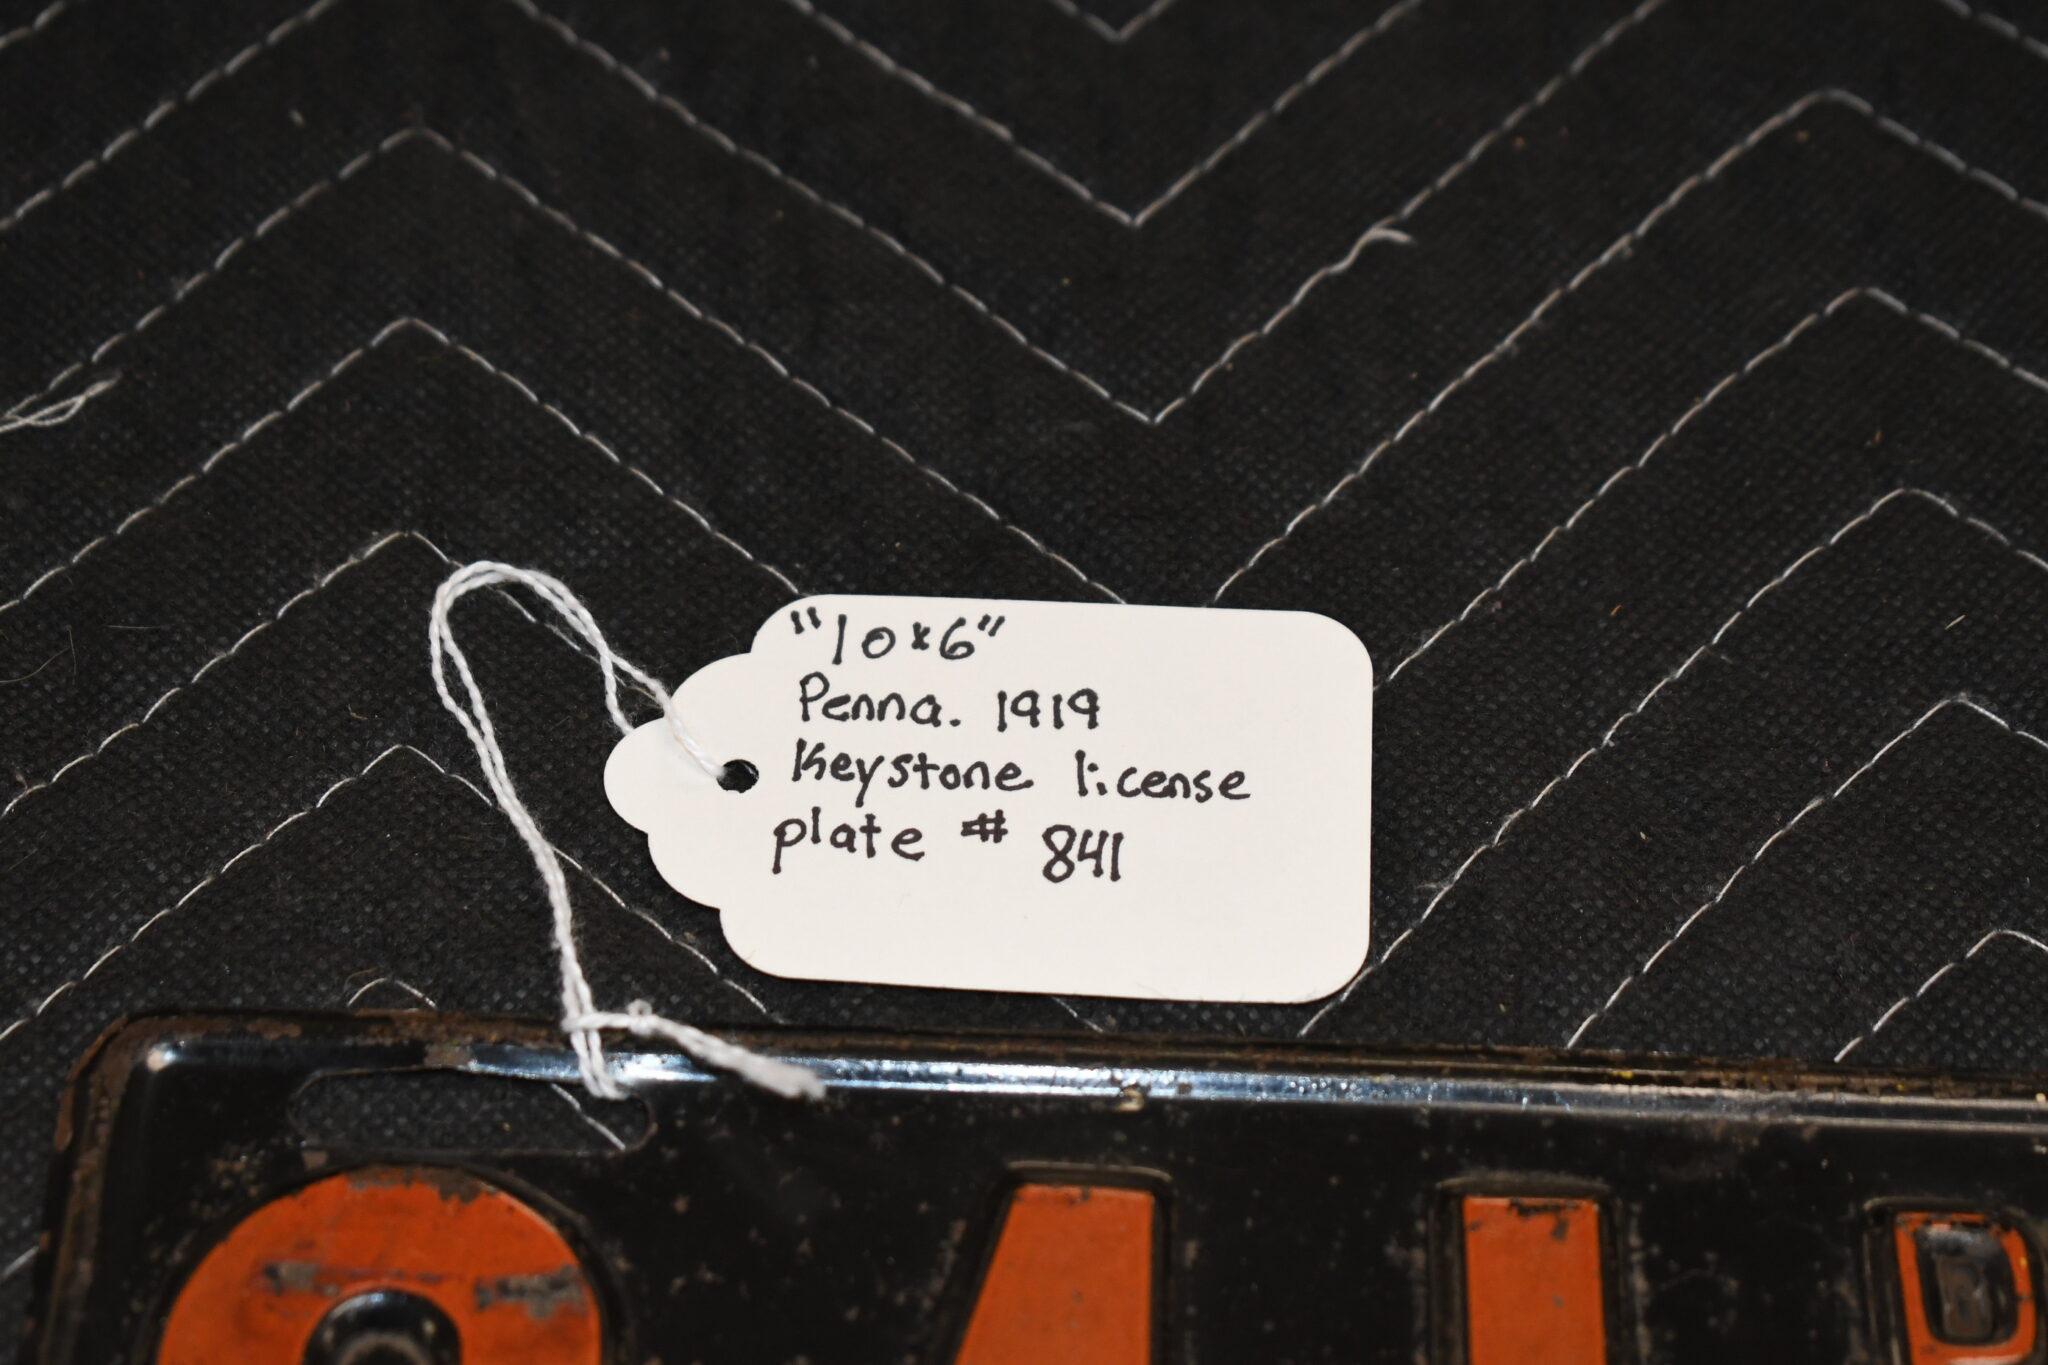 "10x6"
Penna. 1919
Keystone license
plate # 841